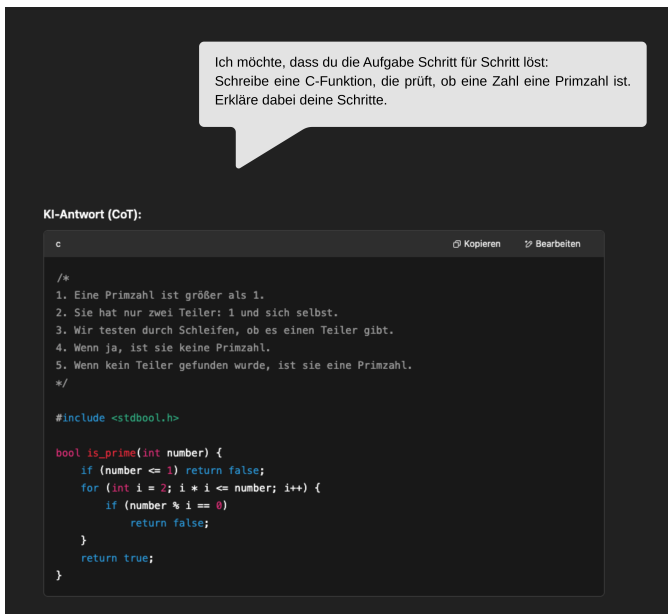 Ich möchte, dass du die Aufgabe Schritt für Schritt löst:
Schreibe eine C-Funktion, die prüft, ob eine Zahl eine Primzahl ist.
Erkläre dabei deine Schritte.
KI-Antwort (CoT):
c Kopieren Bearbeiten
/*
1. Eine Primzahl ist größer als 1.
2. Sie hat nur zwei Teiler: 1 und sich selbst.
3. Wir testen durch Schleifen, ob es einen Teiler gibt.
4. Wenn ja, ist sie keine Primzahl.
5. Wenn kein Teiler gefunden wurde, ist sie eine Primzahl.
*/
#include <stdbool.h>
bool is_prime(int number) {
    if (number <= 1) return false;
    for (int i = 2; i * i <= number; i++) {
        if (number % i == 0)
            return false;
    }
    return true;
}